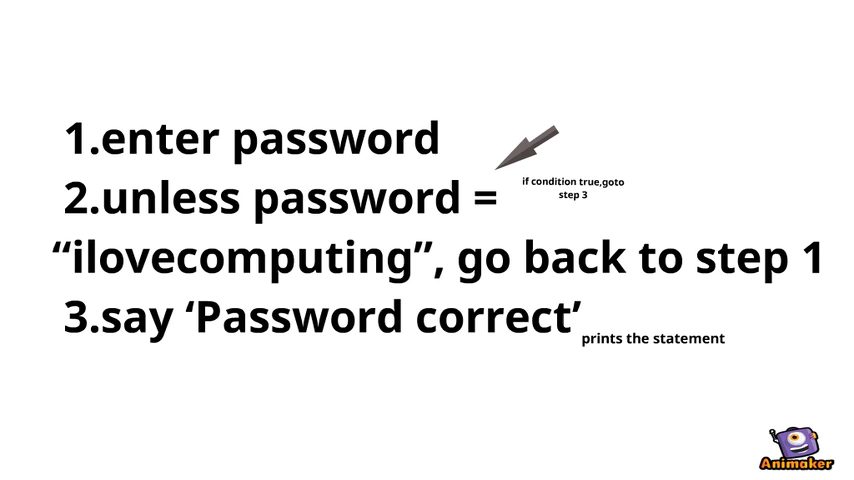 1.enter password
2.unless password =
if condition true,goto
step 3
“ilovecomputing”, go back to step 1
3.say ‘Password correct’
prints the statement
Animaker